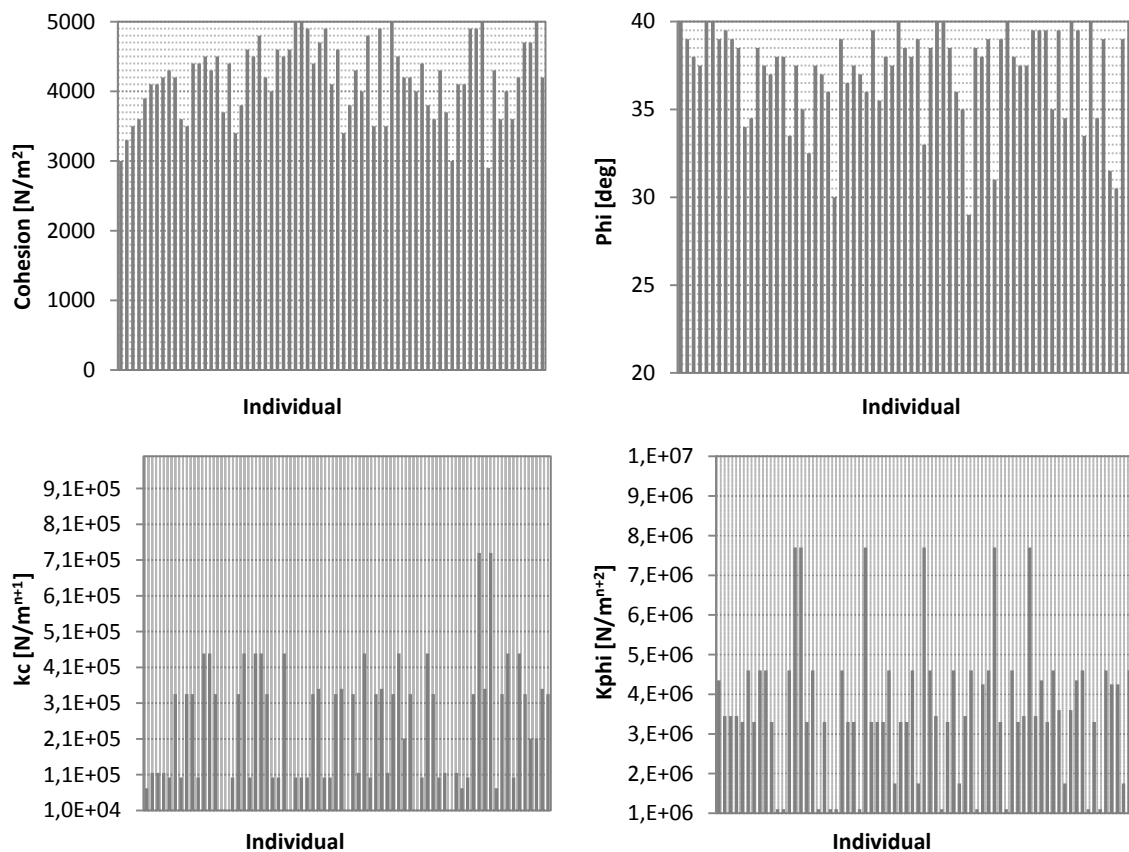 Cohesion [N/m²]
5000
4000
3000
2000
1000
0
Individual
Phi [deg]
40
35
30
25
20
Individual
kc [N/mⁿ⁺¹]
9,1E+05
8,1E+05
7,1E+05
6,1E+05
5,1E+05
4,1E+05
3,1E+05
2,1E+05
1,1E+05
1,0E+04
Individual
Kphi [N/mⁿ⁺²]
1,E+07
9,E+06
8,E+06
7,E+06
6,E+06
5,E+06
4,E+06
3,E+06
2,E+06
1,E+06
Individual